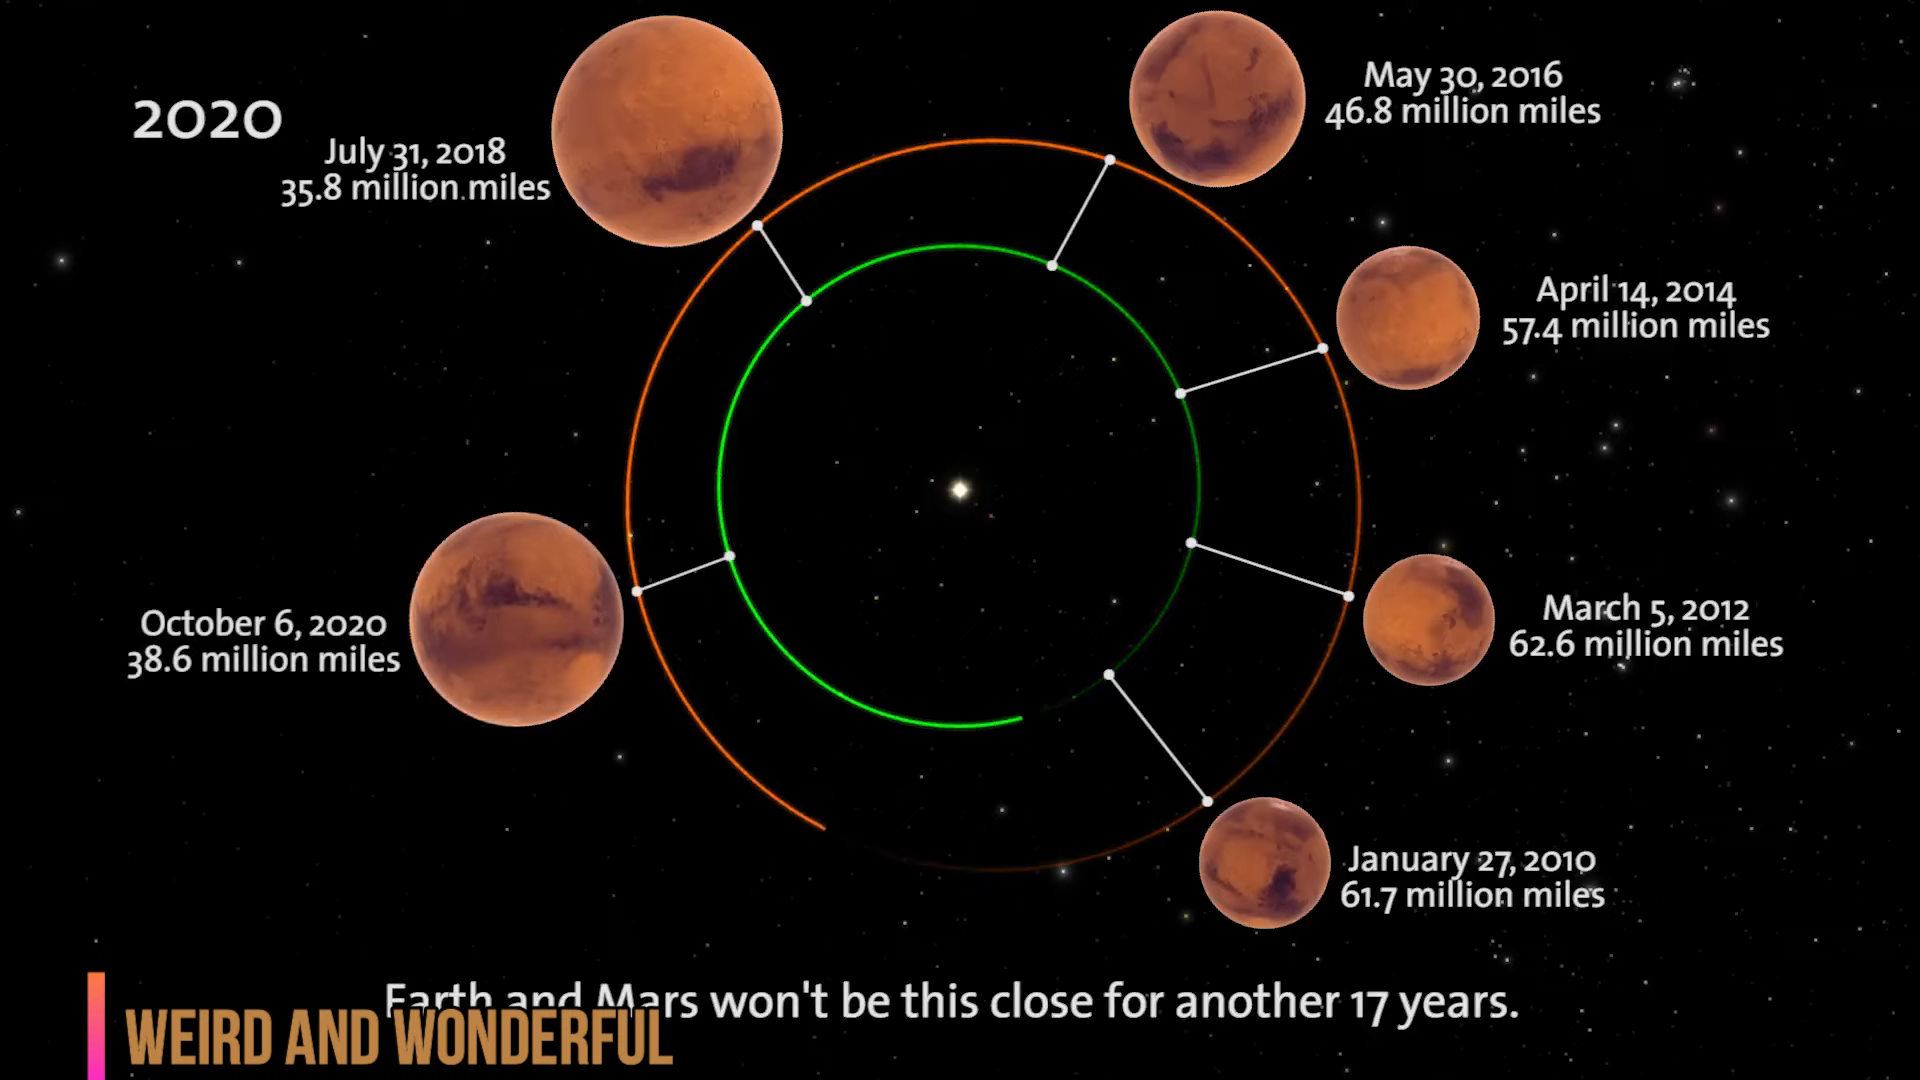 2020
July 31, 2018
35.8 million miles
May 30, 2016
46.8 million miles
April 14, 2014
57.4 million miles
October 6, 2020
38.6 million miles
March 5, 2012
62.6 million miles
January 27, 2010
61.7 million miles
Earth and Mars won't be this close for another 17 years.
WEIRD AND WONDERFUL